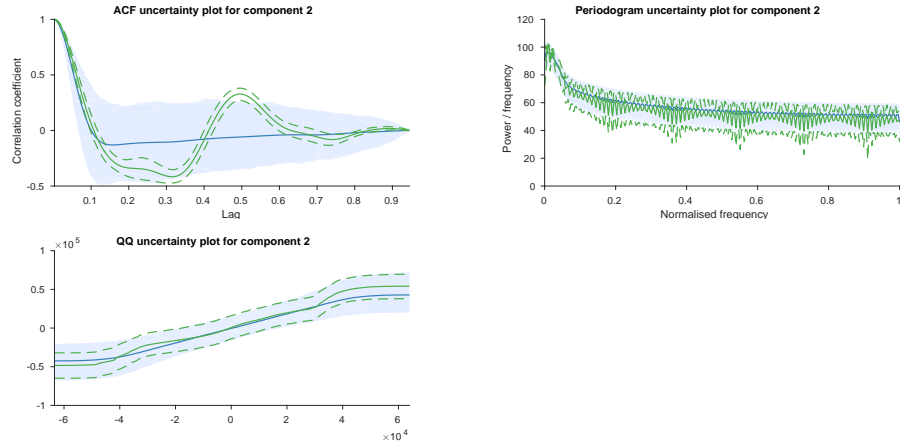 ACF uncertainty plot for component 2
Correlation coefficient
1
0.5
0
-0.5
0.1 0.2 0.3 0.4 0.5 0.6 0.7 0.8 0.9
Lag
Periodogram uncertainty plot for component 2
Power / frequency
120
100
80
60
40
20
0
0 0.2 0.4 0.6 0.8 1
Normalised frequency
QQ uncertainty plot for component 2
×10^5
1
0.5
0
-0.5
-1
-6 -4 -2 0 2 4 6
×10^4